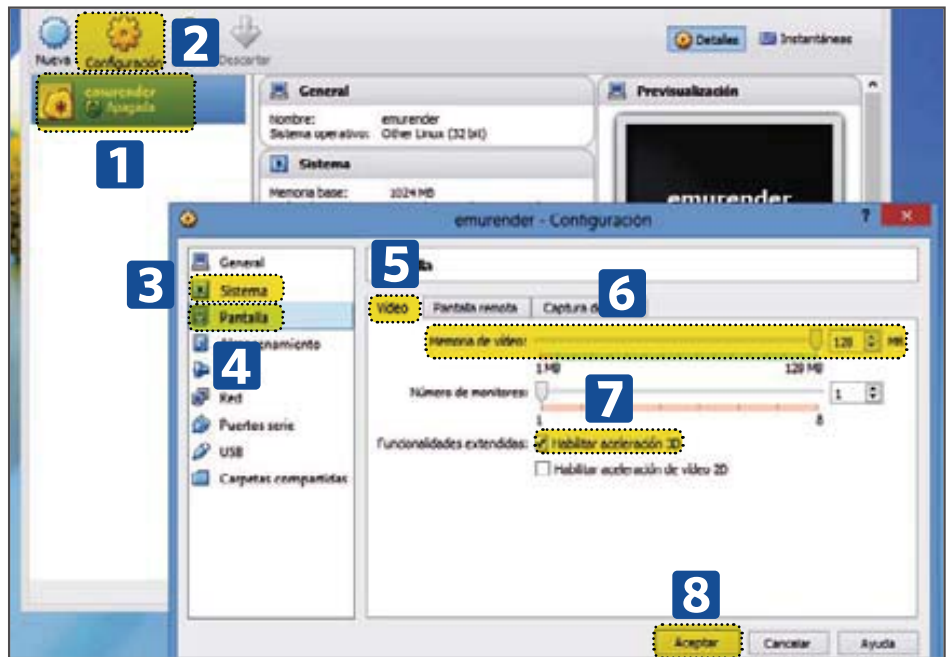 Nueva Configuración 2 Descartar
Detalles Instantáneas
emurender
Apagada
1
General
Nombre: emurender
Sistema operativo: Other Linux (32 bit)
Sistema
Memoria base: 1024 MB
Previsualización
emurender
emurender - Configuración ? ×
3
General
Sistema
Pantalla
4
Red
Puertos serie
USB
Carpetas compartidas
5
6
Vídeo Pantalla remota Captura
Memoria de vídeo: 128 MB
1 MB 128 MB
Número de monitores: 1
7
1 8
Funcionalidades extendidas: Habilitar aceleración 3D
Habilitar aceleración de vídeo 2D
8
Aceptar Cancelar Ayuda